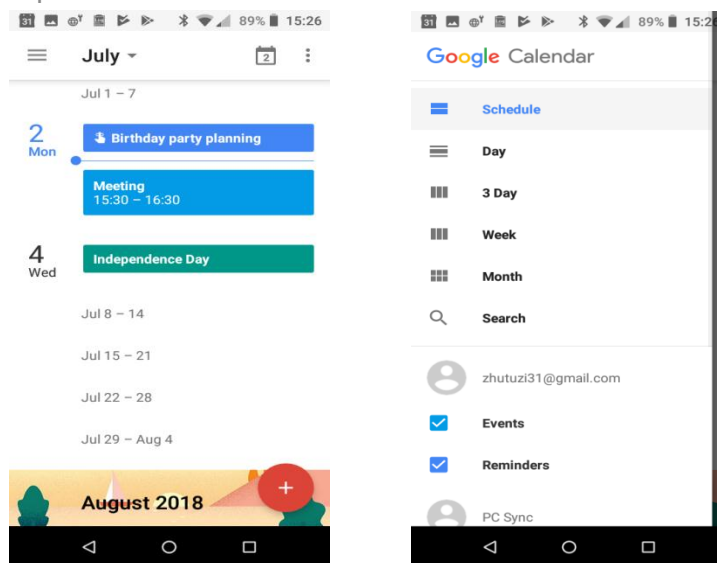 31 89% 15:26
July 2
Jul 1 – 7
2 Birthday party planning
Mon
Meeting
15:30 – 16:30
4 Independence Day
Wed
Jul 8 – 14
Jul 15 – 21
Jul 22 – 28
Jul 29 – Aug 4
August 2018
31 89%
Google Calendar
Schedule
Day
3 Day
Week
Month
Search
zhutuzi31@gmail.com
Events
Reminders
PC Sync